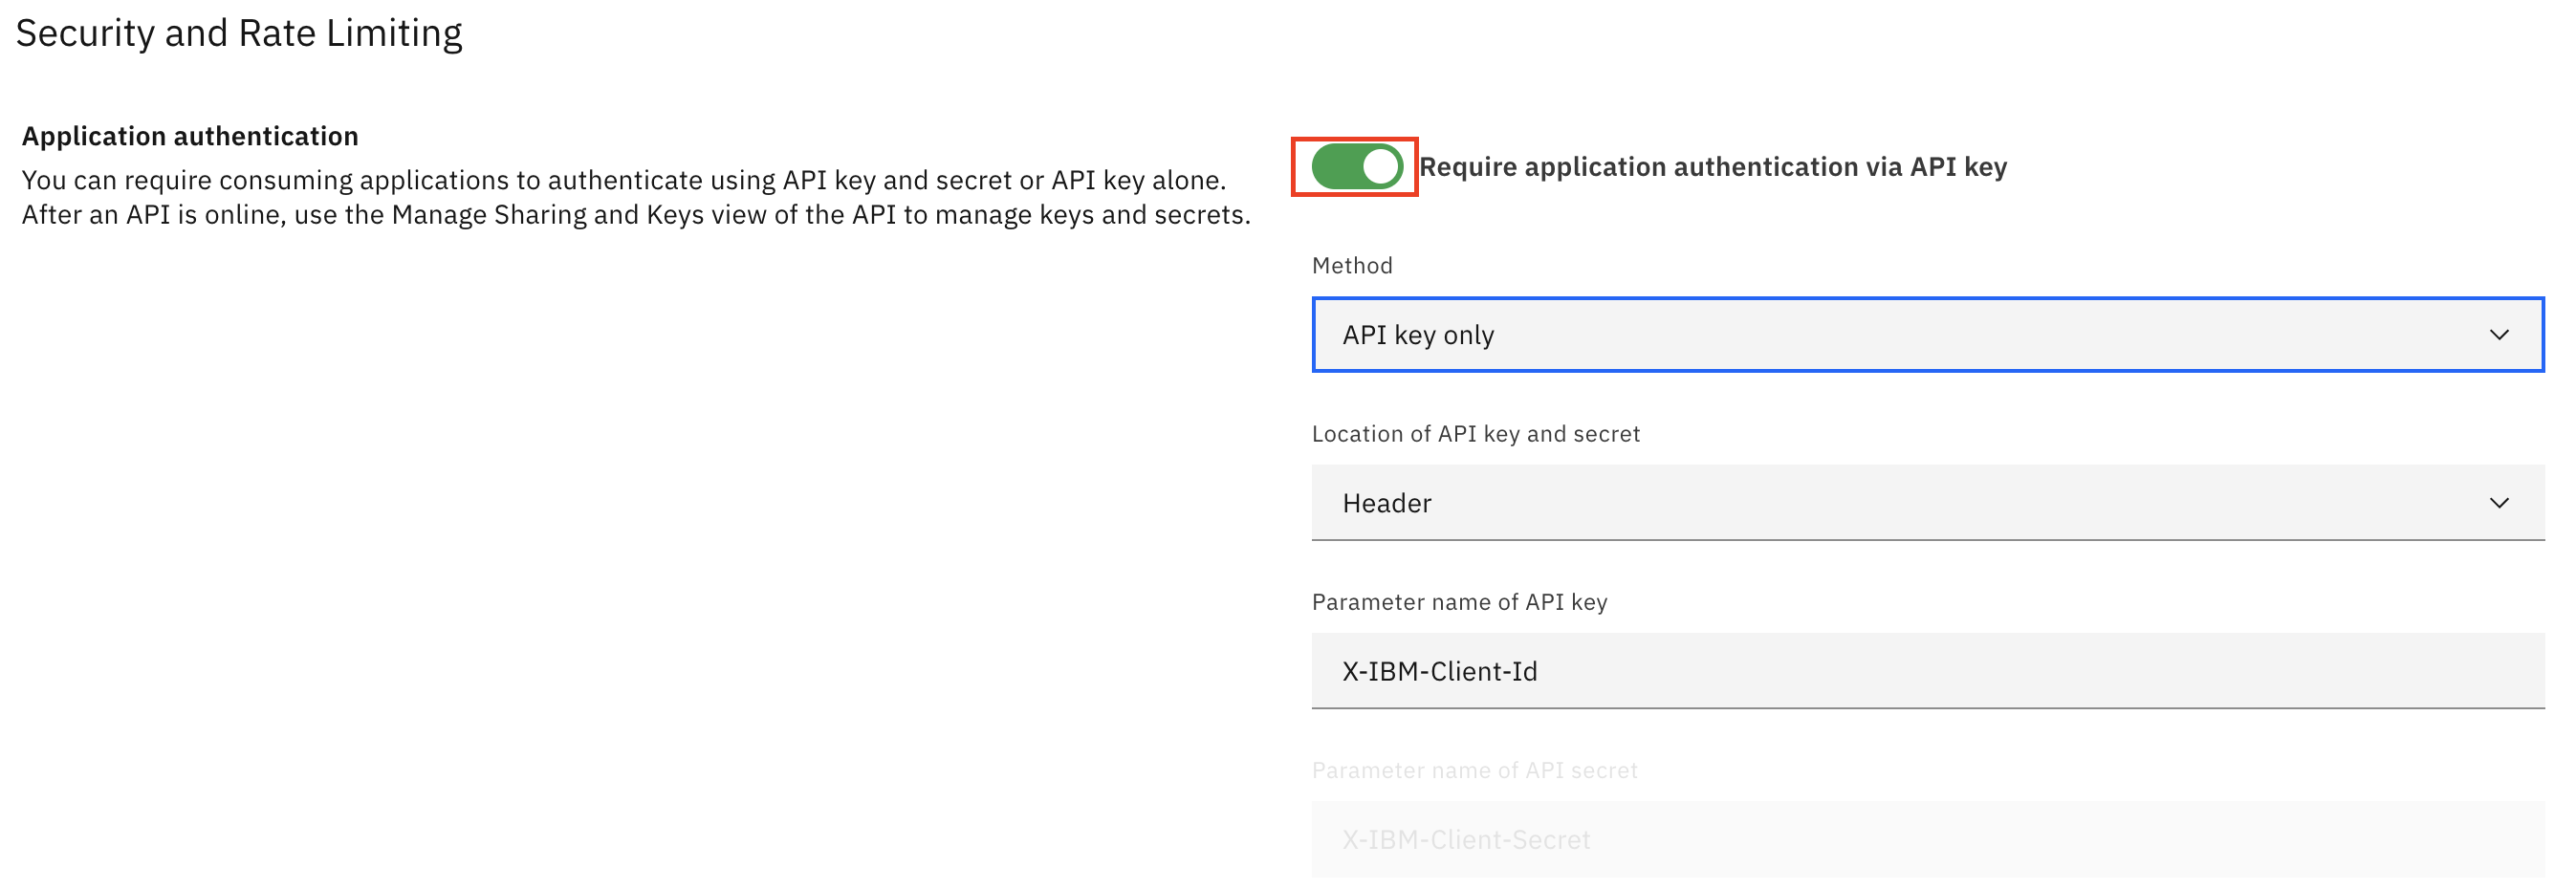 Security and Rate Limiting
Application authentication
You can require consuming applications to authenticate using API key and secret or API key alone.
After an API is online, use the Manage Sharing and Keys view of the API to manage keys and secrets.
Require application authentication via API key
Method
API key only
Location of API key and secret
Header
Parameter name of API key
X-IBM-Client-Id
Parameter name of API secret
X-IBM-Client-Secret